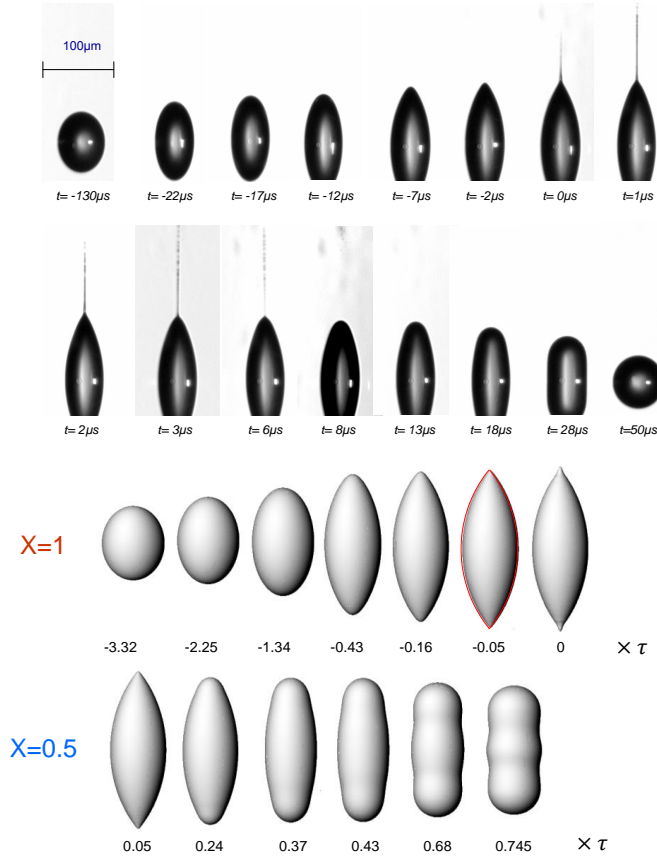 100µm
t= -130µs t= -22µs t= -17µs t= -12µs t= -7µs t= -2µs t= 0µs t= 1µs
t= 2µs t= 3µs t= 6µs t= 8µs t= 13µs t= 18µs t= 28µs t=50µs
X=1
-3.32 -2.25 -1.34 -0.43 -0.16 -0.05 0 × τ
X=0.5
0.05 0.24 0.37 0.43 0.68 0.745 × τ